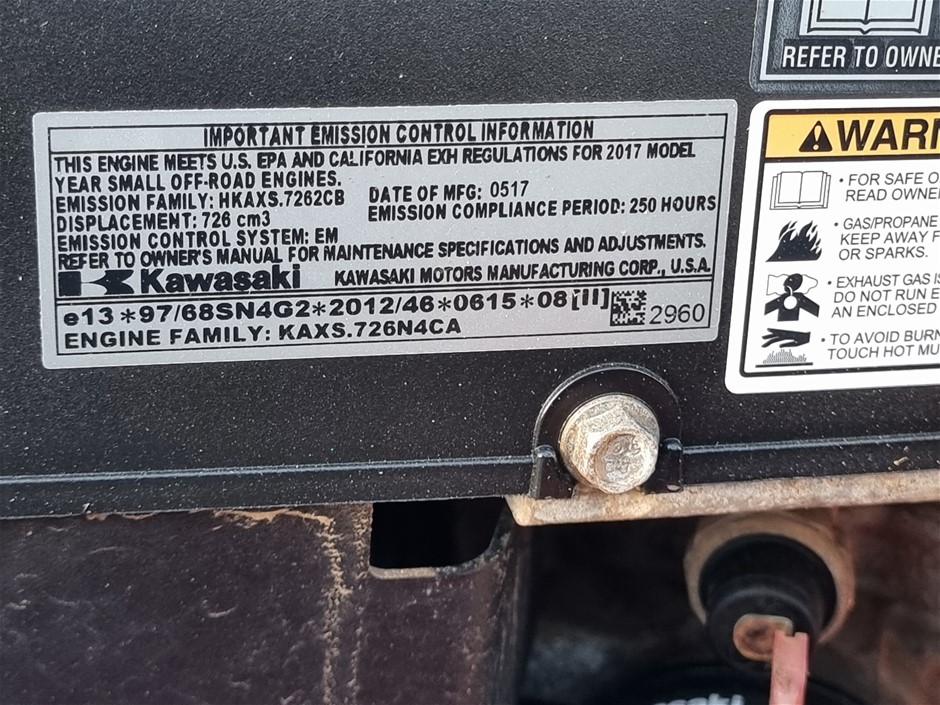 IMPORTANT EMISSION CONTROL INFORMATION
THIS ENGINE MEETS U.S. EPA AND CALIFORNIA EXH REGULATIONS FOR 2017 MODEL
YEAR SMALL OFF-ROAD ENGINES.
EMISSION FAMILY: HKAXS.7262CB DATE OF MFG: 0517
DISPLACEMENT: 726 cm3 EMISSION COMPLIANCE PERIOD: 250 HOURS
EMISSION CONTROL SYSTEM: EM
REFER TO OWNER'S MANUAL FOR MAINTENANCE SPECIFICATIONS AND ADJUSTMENTS.
Kawasaki KAWASAKI MOTORS MANUFACTURING CORP., U.S.A.
e13*97/68SN4G2*2012/46*0615*08[II] 2960
ENGINE FAMILY: KAXS.726N4CA
REFER TO OWNE
WARN
• FOR SAFE O
READ OWNER
• GAS/PROPANE
KEEP AWAY F
OR SPARKS.
• EXHAUST GAS IS
DO NOT RUN E
AN ENCLOSED
• TO AVOID BURN
TOUCH HOT MU